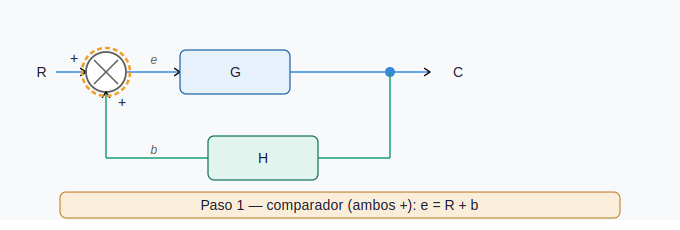 +
e
R
G
C
+
b
H
Paso 1 — comparador (ambos +): e = R + b